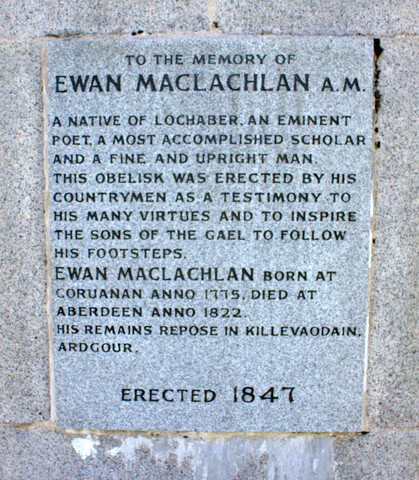 TO THE MEMORY OF
EWAN MACLACHLAN A.M.
A NATIVE OF LOCHABER, AN EMINENT
POET, A MOST ACCOMPLISHED SCHOLAR
AND A FINE AND UPRIGHT MAN.
THIS OBELISK WAS ERECTED BY HIS
COUNTRYMEN AS A TESTIMONY TO
HIS MANY VIRTUES AND TO INSPIRE
THE SONS OF THE GAEL TO FOLLOW
HIS FOOTSTEPS.
EWAN MACLACHLAN BORN AT
CORUANAN ANNO 1775, DIED AT
ABERDEEN ANNO 1822.
HIS REMAINS REPOSE IN KILLEVAODAIN,
ARDGOUR.
ERECTED 1847